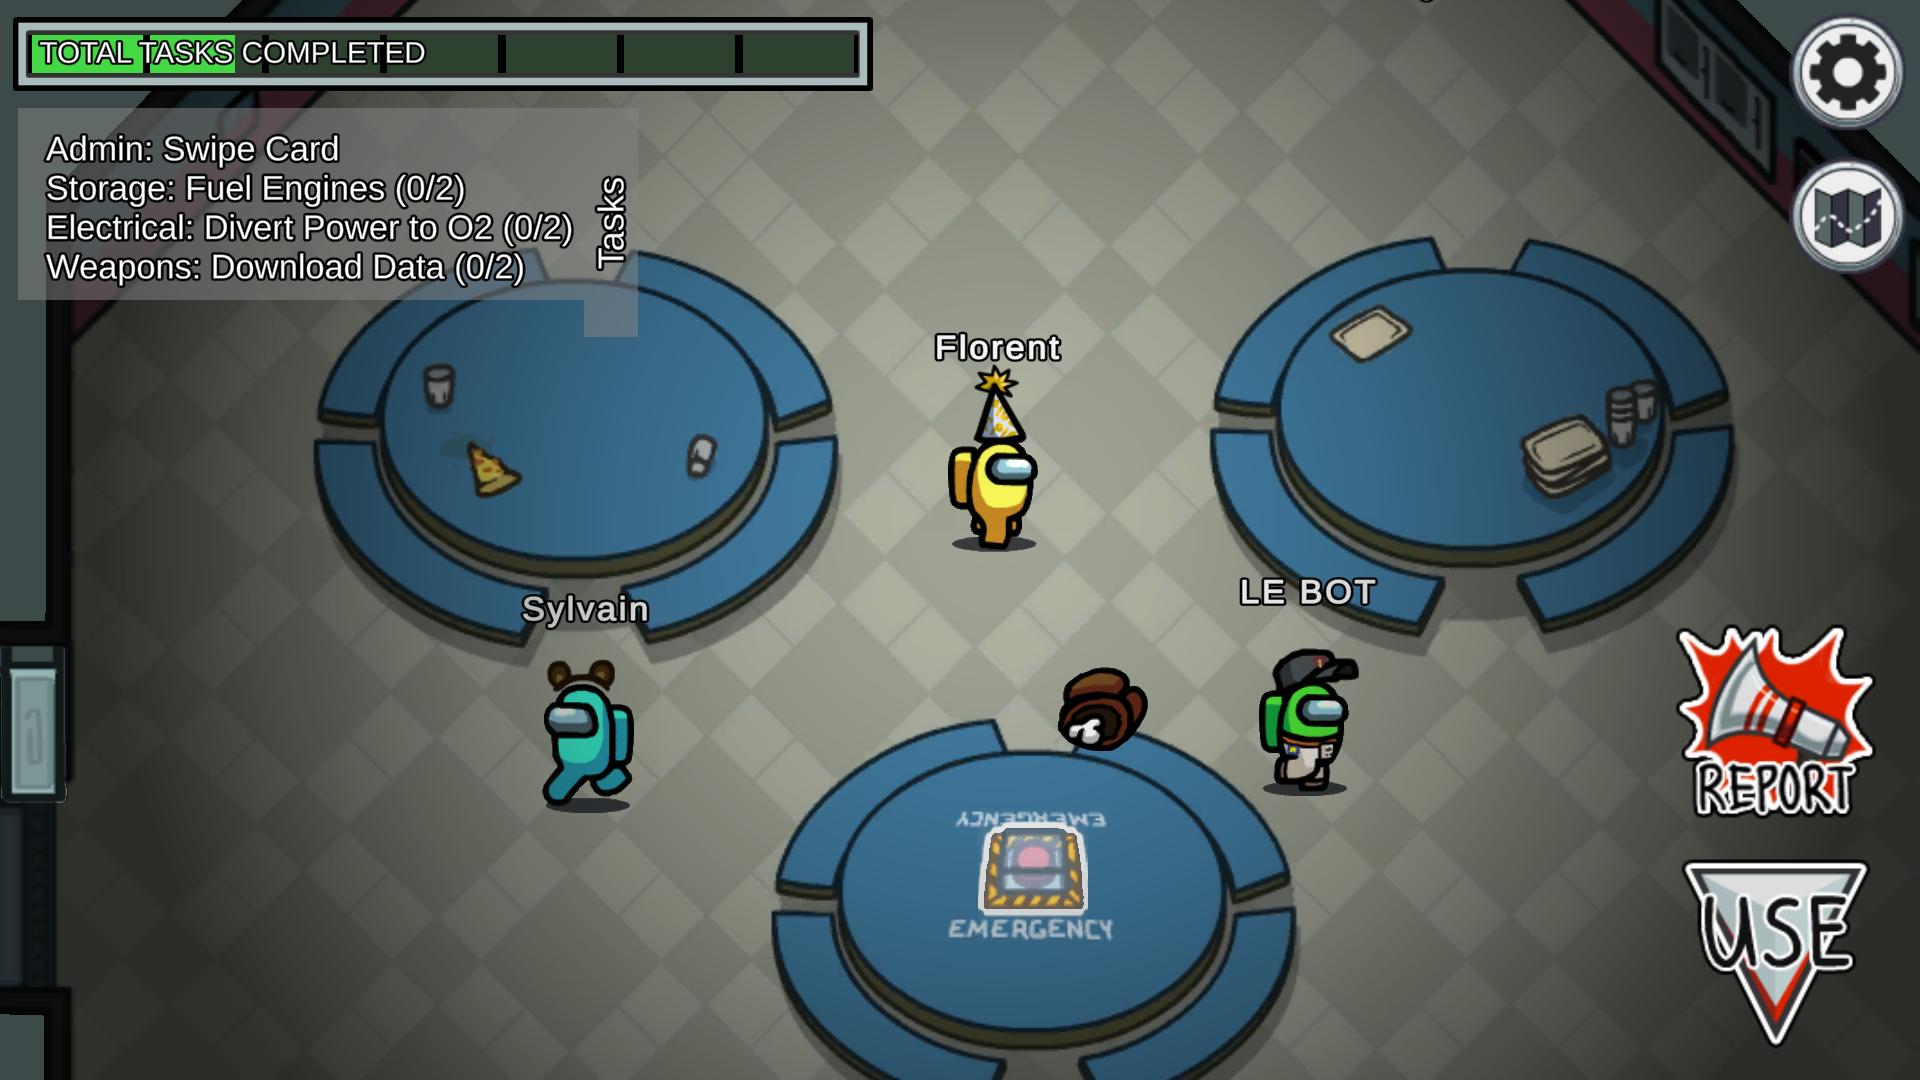 TOTAL TASKS COMPLETED
Admin: Swipe Card
Storage: Fuel Engines (0/2)
Electrical: Divert Power to O2 (0/2)
Weapons: Download Data (0/2)
Tasks
Florent
LE BOT
Sylvain
REPORT
EMERGENCY
EMERGENCY
USE